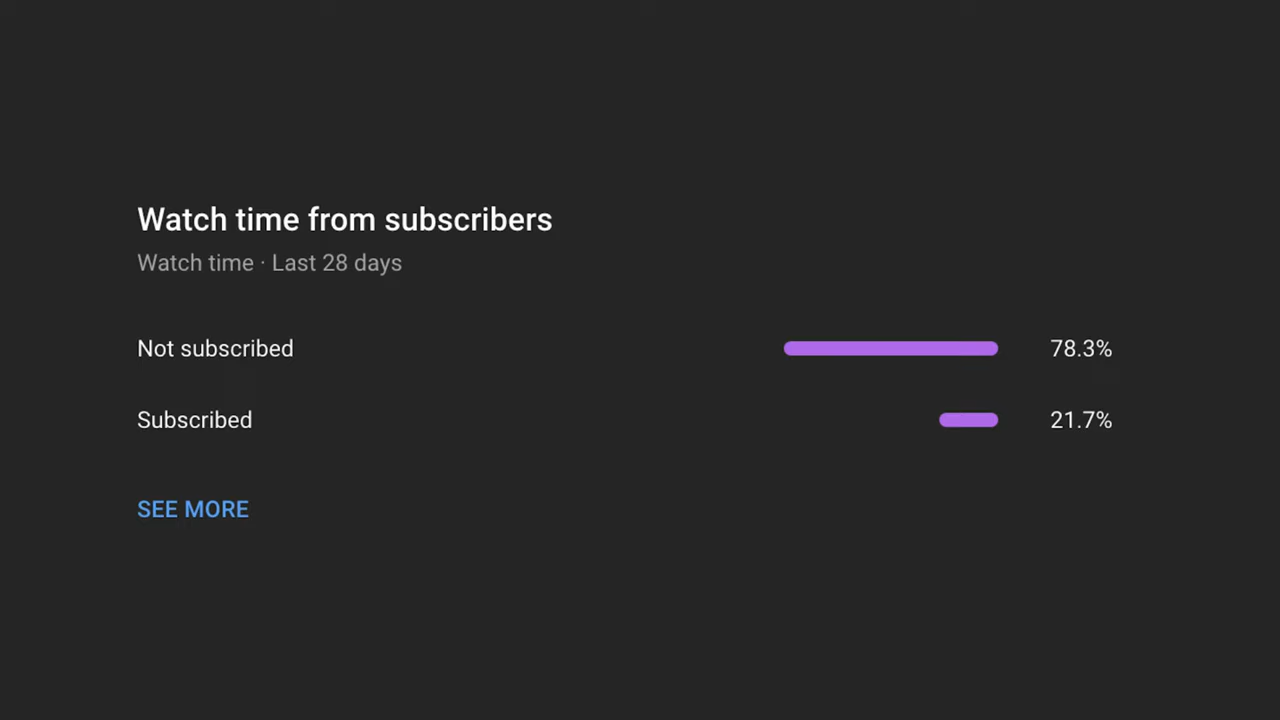 Watch time from subscribers
Watch time · Last 28 days
Not subscribed 78.3%
Subscribed 21.7%
SEE MORE